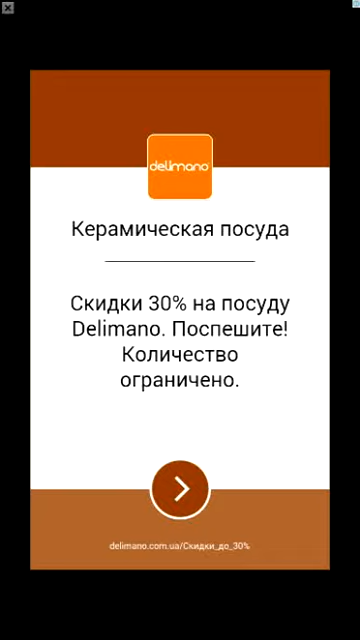 delimano
Керамическая посуда
Скидки 30% на посуду
Delimano. Поспешите!
Количество
ограничено.
delimano.com.ua/Скидки_до_30%